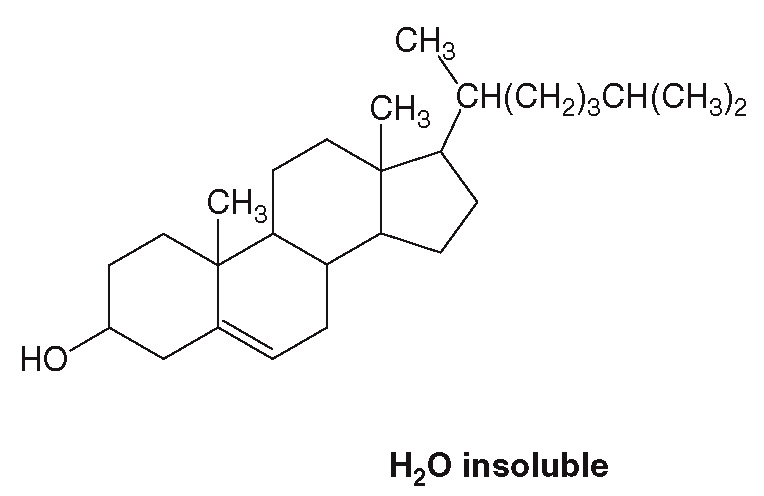 CH₃
CH(CH₂)₃CH(CH₃)₂
CH₃
CH₃
HO
H₂O insoluble